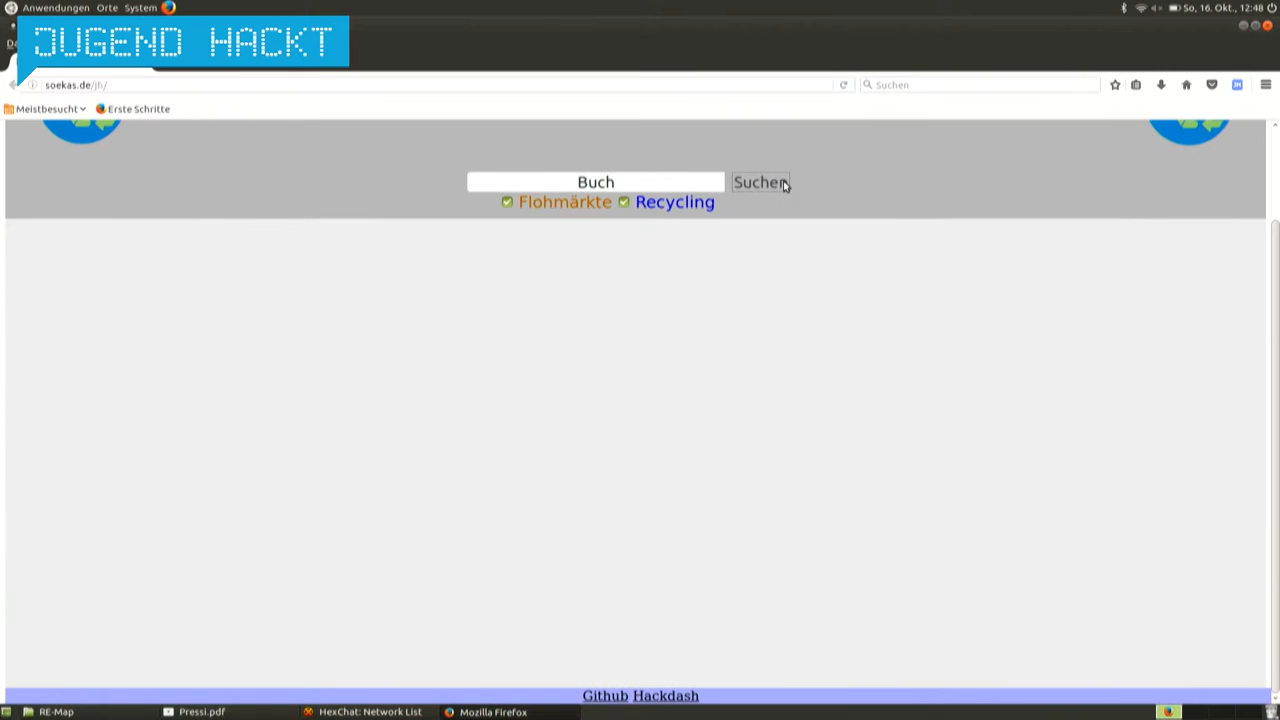 Anwendungen Orte System
So, 16. Okt., 12:48
JUGEND HACKT
soekas.de/jh/
Suchen
Meistbesucht
Erste Schritte
Buch
Suchen
Flohmärkte
Recycling
Github Hackdash
RE-Map
Pressi.pdf
HexChat: Network List
Mozilla Firefox